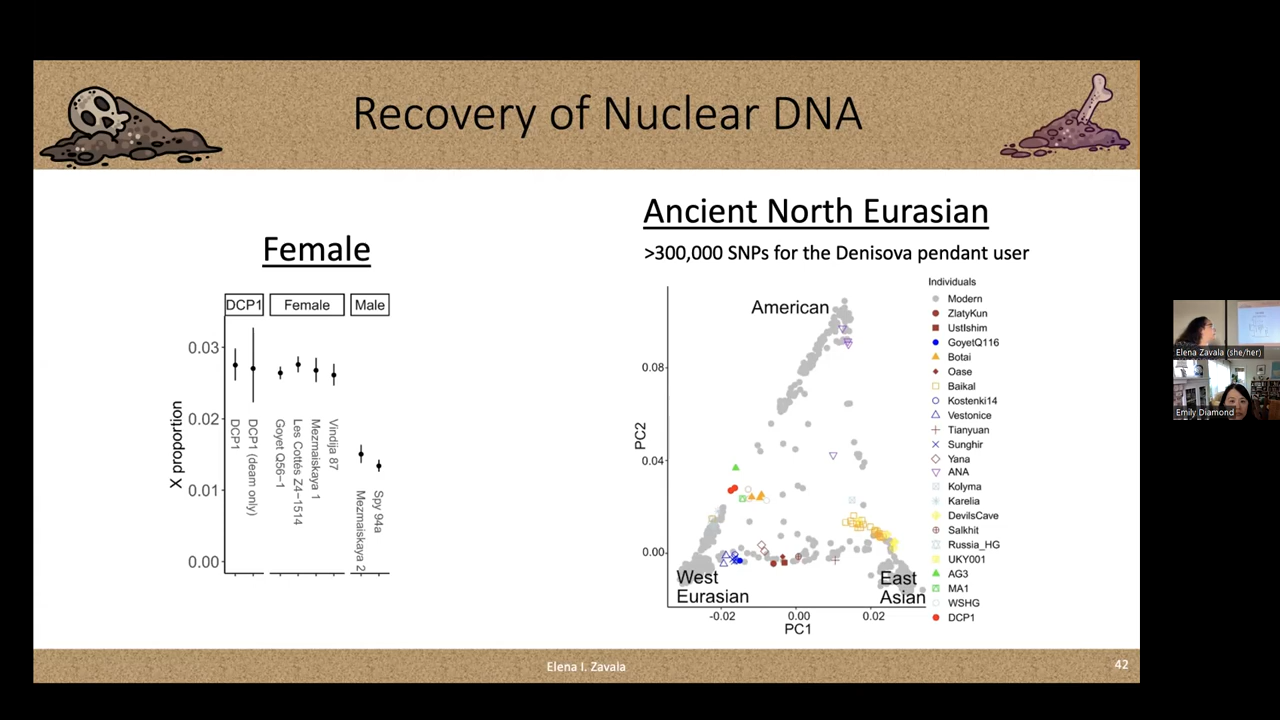 Recovery of Nuclear DNA
Female
DCP1
Female
Male
X proportion
0.03
0.02
0.01
0.00
DCP1
DCP1 (deam only)
Goyet Q56−1
Les Cottés Z4−1514
Mezmaiskaya 1
Vindija 87
Mezmaiskaya 2
Spy 94a
Ancient North Eurasian
>300,000 SNPs for the Denisova pendant user
American
West
Eurasian
East
Asian
PC2
0.08
0.04
0.00
-0.02
0.00
0.02
PC1
Individuals
Modern
ZlatyKun
UstIshim
GoyetQ116
Botai
Oase
Baikal
Kostenki14
Vestonice
Tianyuan
Sunghir
Yana
ANA
Kolyma
Karelia
DevilsCave
Salkhit
Russia_HG
UKY001
AG3
MA1
WSHG
DCP1
Elena I. Zavala
42
Elena Zavala (she/her)
Emily Diamond